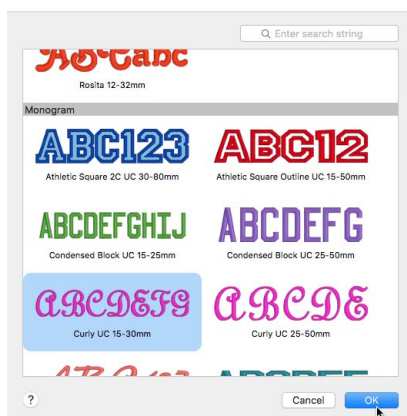 Enter search string
ABCabc
Rosita 12-32mm
Monogram
ABC123
ABC12
Athletic Square 2C UC 30-80mm
Athletic Square Outline UC 15-50mm
ABCDEFGHIJ
ABCDEFG
Condensed Block UC 15-25mm
Condensed Block UC 25-50mm
ABCDEFG
ABCDE
Curly UC 15-30mm
Curly UC 25-50mm
?
Cancel
OK